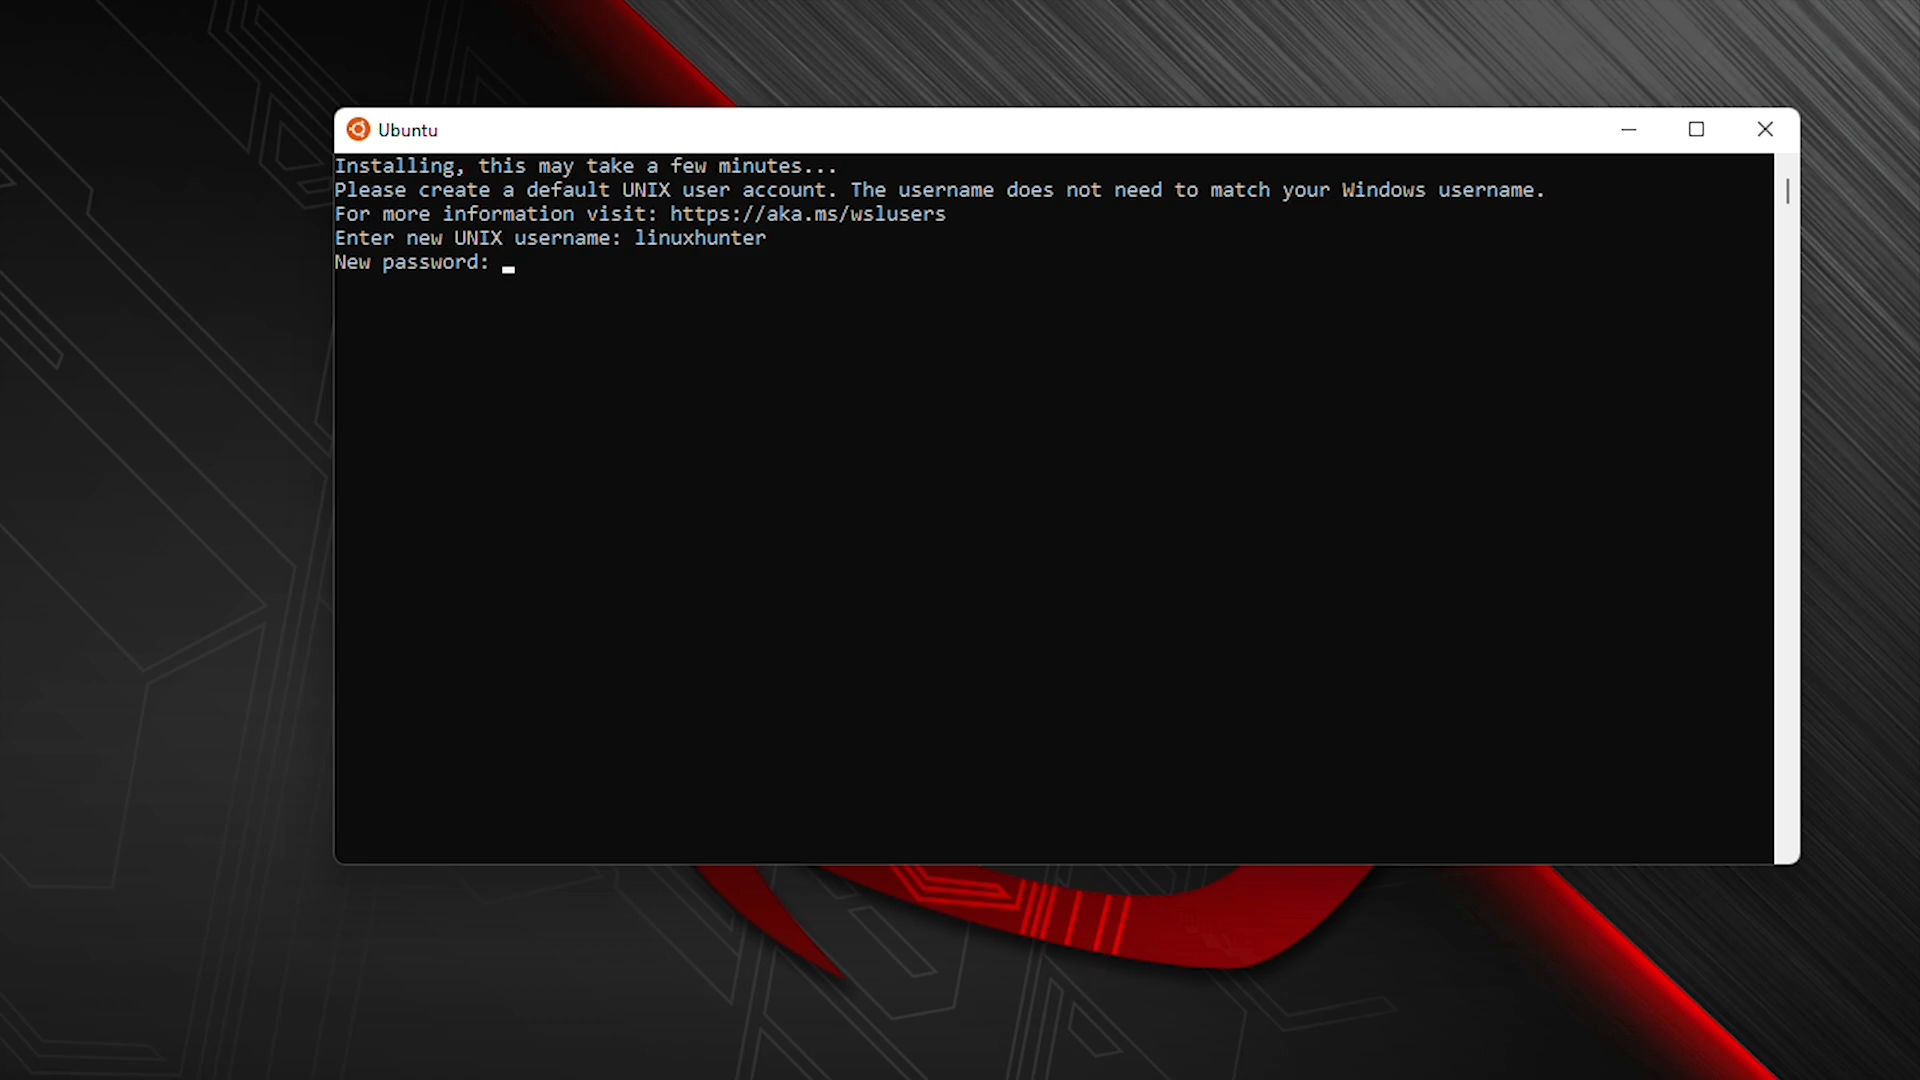 Ubuntu
Installing, this may take a few minutes...
Please create a default UNIX user account. The username does not need to match your Windows username.
For more information visit: https://aka.ms/wslusers
Enter new UNIX username: linuxhunter
New password: